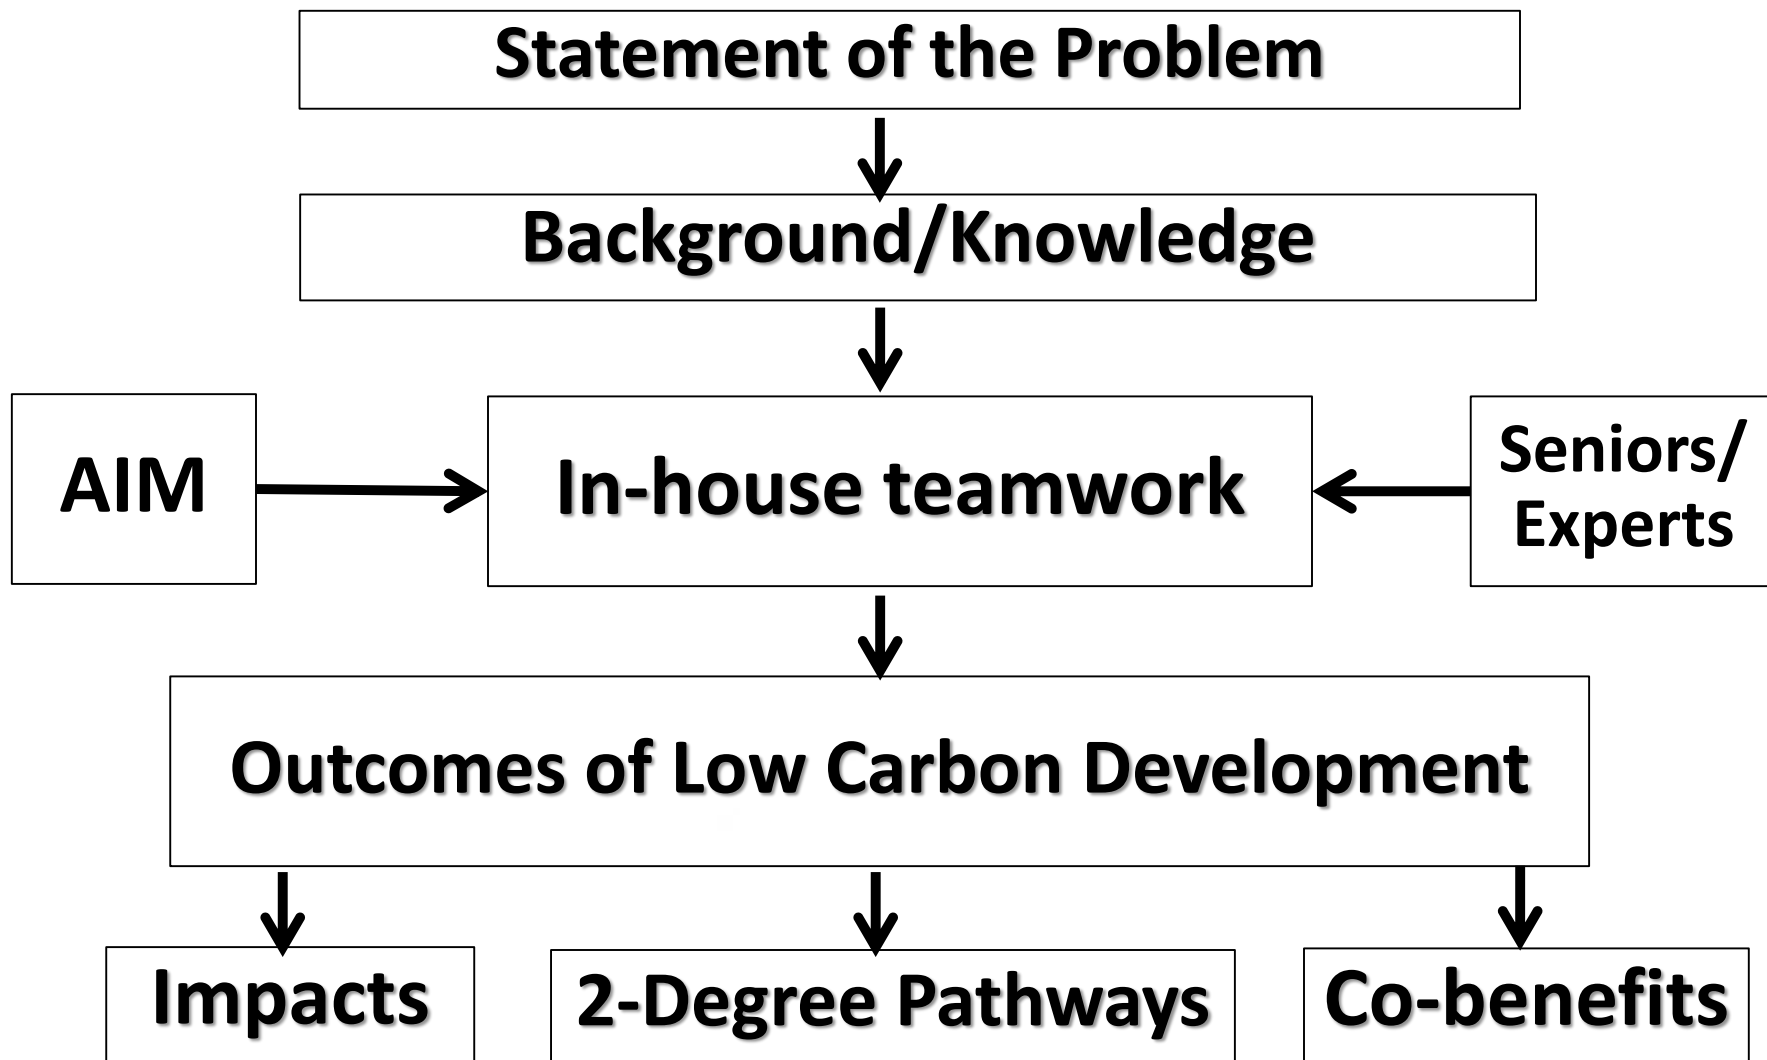 Statement of the Problem
Background/Knowledge
AIM
In-house teamwork
Seniors/
Experts
Outcomes of Low Carbon Development
Impacts
2-Degree Pathways
Co-benefits